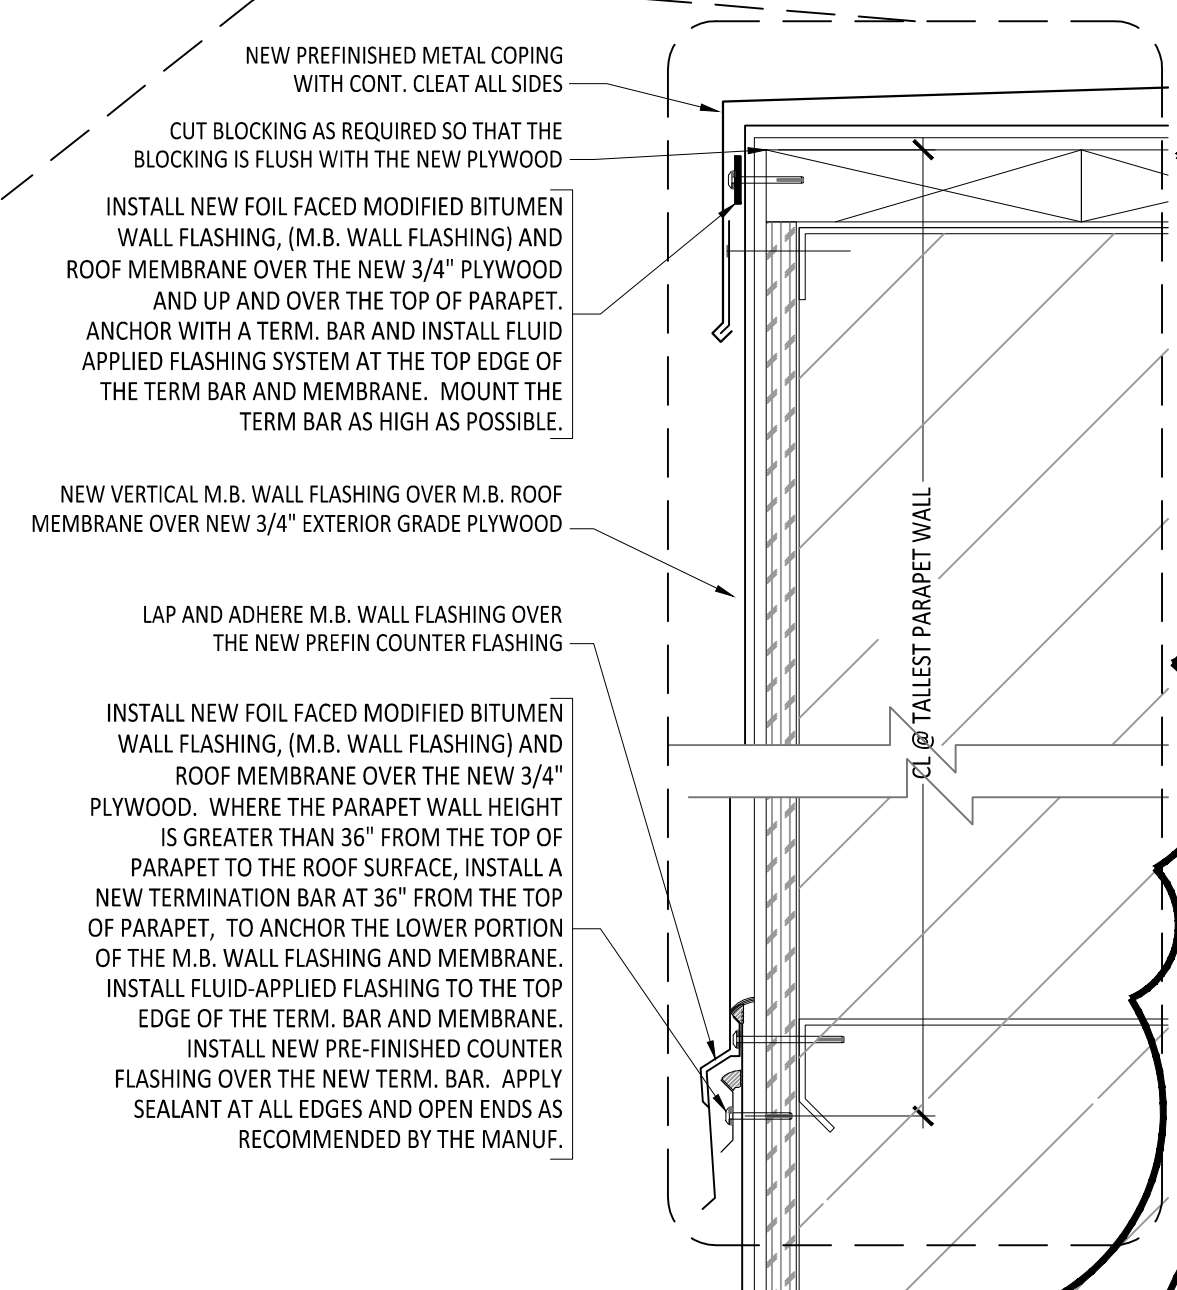 NEW PREFINISHED METAL COPING
WITH CONT. CLEAT ALL SIDES
CUT BLOCKING AS REQUIRED SO THAT THE
BLOCKING IS FLUSH WITH THE NEW PLYWOOD
INSTALL NEW FOIL FACED MODIFIED BITUMEN
WALL FLASHING, (M.B. WALL FLASHING) AND
ROOF MEMBRANE OVER THE NEW 3/4" PLYWOOD
AND UP AND OVER THE TOP OF PARAPET.
ANCHOR WITH A TERM. BAR AND INSTALL FLUID
APPLIED FLASHING SYSTEM AT THE TOP EDGE OF
THE TERM BAR AND MEMBRANE.  MOUNT THE
TERM BAR AS HIGH AS POSSIBLE.
NEW VERTICAL M.B. WALL FLASHING OVER M.B. ROOF
MEMBRANE OVER NEW 3/4" EXTERIOR GRADE PLYWOOD
LAP AND ADHERE M.B. WALL FLASHING OVER
THE NEW PREFIN COUNTER FLASHING
INSTALL NEW FOIL FACED MODIFIED BITUMEN
WALL FLASHING, (M.B. WALL FLASHING) AND
ROOF MEMBRANE OVER THE NEW 3/4"
PLYWOOD.  WHERE THE PARAPET WALL HEIGHT
IS GREATER THAN 36" FROM THE TOP OF
PARAPET TO THE ROOF SURFACE, INSTALL A
NEW TERMINATION BAR AT 36" FROM THE TOP
OF PARAPET,  TO ANCHOR THE LOWER PORTION
OF THE M.B. WALL FLASHING AND MEMBRANE.
INSTALL FLUID-APPLIED FLASHING TO THE TOP
EDGE OF THE TERM. BAR AND MEMBRANE.
INSTALL NEW PRE-FINISHED COUNTER
FLASHING OVER THE NEW TERM. BAR.  APPLY
SEALANT AT ALL EDGES AND OPEN ENDS AS
RECOMMENDED BY THE MANUF.
CL @ TALLEST PARAPET WALL